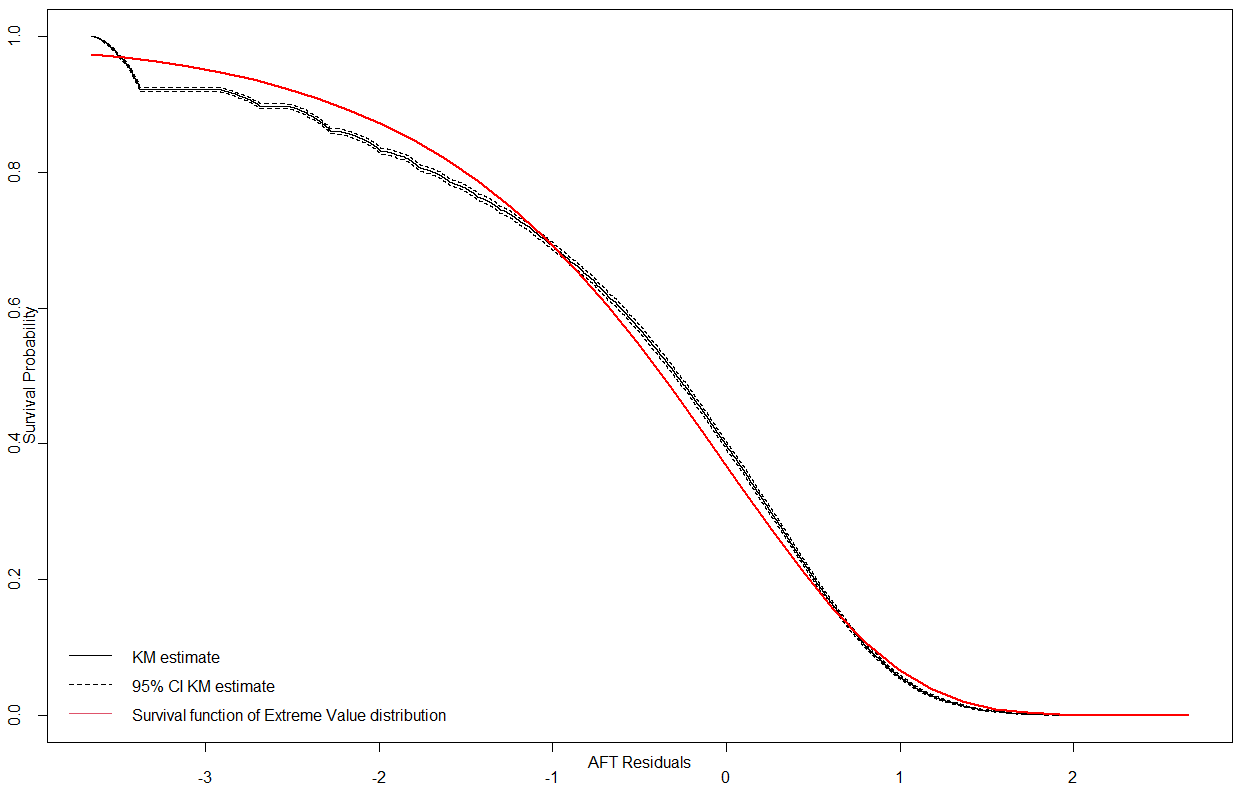 1.0
0.8
0.6
0.4
0.2
0.0
Survival Probability
KM estimate
95% CI KM estimate
Survival function of Extreme Value distribution
-3
-2
-1
0
1
2
AFT Residuals